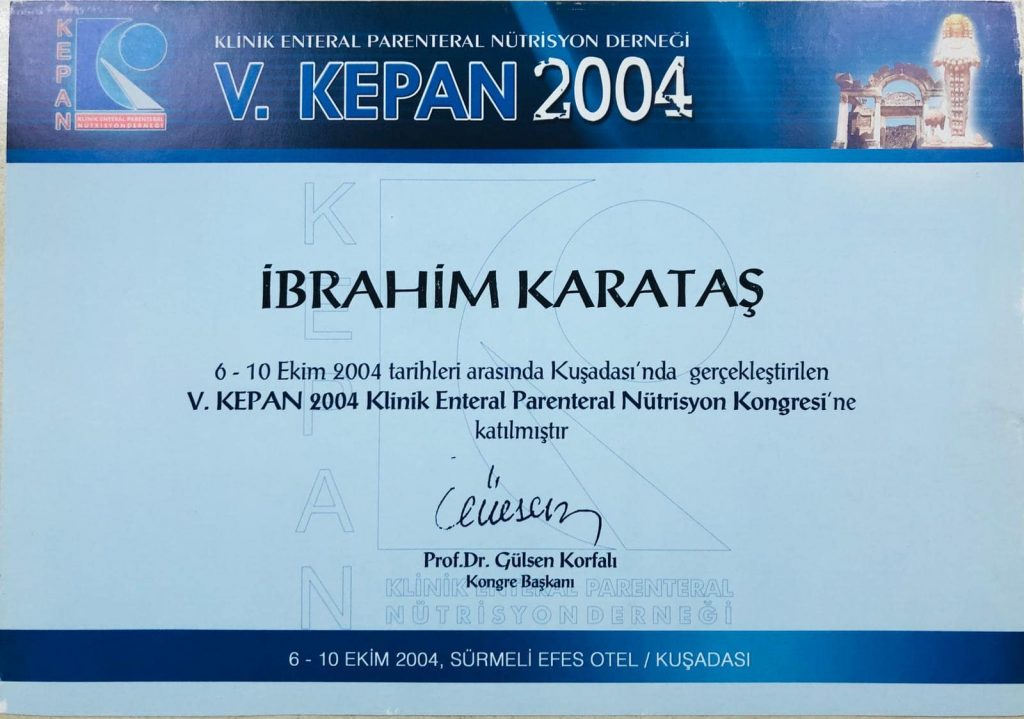 KEPAN
KLİNİK ENTERAL PARENTERAL
NÜTRİSYON DERNEĞİ
KLİNİK ENTERAL PARENTERAL NÜTRİSYON DERNEĞİ
V. KEPAN 2004
İBRAHİM KARATAŞ
6 - 10 Ekim 2004 tarihleri arasında Kuşadası'nda gerçekleştirilen
V. KEPAN 2004 Klinik Enteral Parenteral Nütrisyon Kongresi'ne
katılmıştır
Prof.Dr. Gülsen Korfalı
Kongre Başkanı
KEPAN
KLİNİK ENTERAL PARENTERAL
NÜTRİSYONDERNEĞİ
6 - 10 EKİM 2004, SÜRMELİ EFES OTEL / KUŞADASI